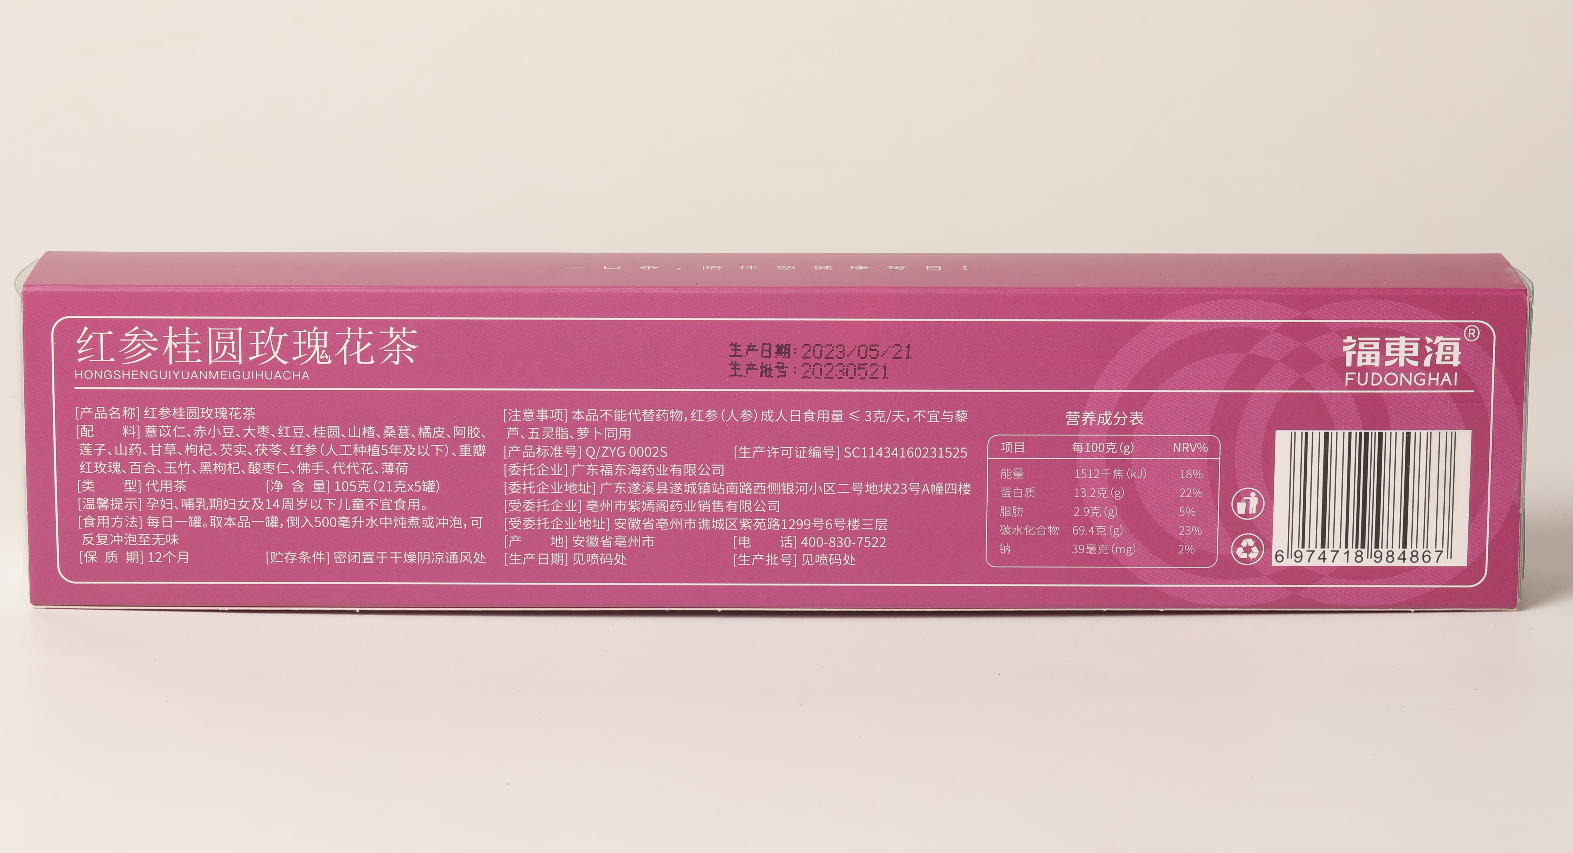 一口茶，陪伴您健康每日！
红参桂圆玫瑰花茶
HONGSHENGUIYUANMEIGUIHUACHA
生产日期：2023/05/21
生产批号：20230521
福東海®
FUDONGHAI
[产品名称] 红参桂圆玫瑰花茶
[配 料] 薏苡仁、赤小豆、大枣、红豆、桂圆、山楂、桑葚、橘皮、阿胶、
莲子、山药、甘草、枸杞、芡实、茯苓、红参（人工种植5年及以下）、重瓣
红玫瑰、百合、玉竹、黑枸杞、酸枣仁、佛手、代代花、薄荷
[类 型] 代用茶 [净 含 量] 105克（21克x5罐）
[温馨提示] 孕妇、哺乳期妇女及14周岁以下儿童不宜食用。
[食用方法] 每日一罐。取本品一罐，倒入500毫升水中炖煮或冲泡，可
反复冲泡至无味
[保 质 期] 12个月 [贮存条件] 密闭置于干燥阴凉通风处
[注意事项] 本品不能代替药物，红参（人参）成人日食用量 ≤ 3克/天，不宜与藜
芦、五灵脂、萝卜同用
[产品标准号] Q/ZYG 0002S [生产许可证编号] SC11434160231525
[委托企业] 广东福东海药业有限公司
[委托企业地址] 广东遂溪县遂城镇站南路西侧银河小区二号地块23号A幢四楼
[受委托企业] 亳州市紫嫣阁药业销售有限公司
[受委托企业地址] 安徽省亳州市谯城区紫苑路1299号6号楼三层
[产 地] 安徽省亳州市 [电 话] 400-830-7522
[生产日期] 见喷码处 [生产批号] 见喷码处
营养成分表
项目 每100克(g) NRV%
能量 1512千焦(kJ) 18%
蛋白质 13.2克(g) 22%
脂肪 2.9克(g) 5%
碳水化合物 69.4克(g) 23%
钠 39毫克(mg) 2%
6 974718 984867